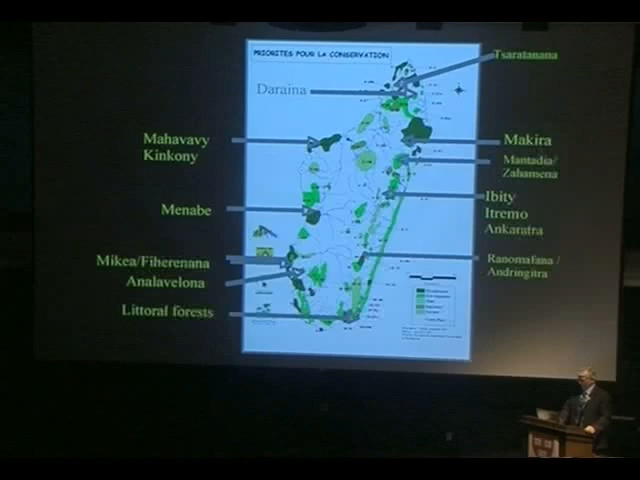 PRIORITES POUR LA CONSERVATION
Tsaratanana
Daraina
Mahavavy
Kinkony
Makira
Mantadia/
Zahamena
Menabe
Ibity
Itremo
Ankaratra
Mikea/Fiherenana
Analavelona
Ranomafana /
Andringitra
Littoral forests